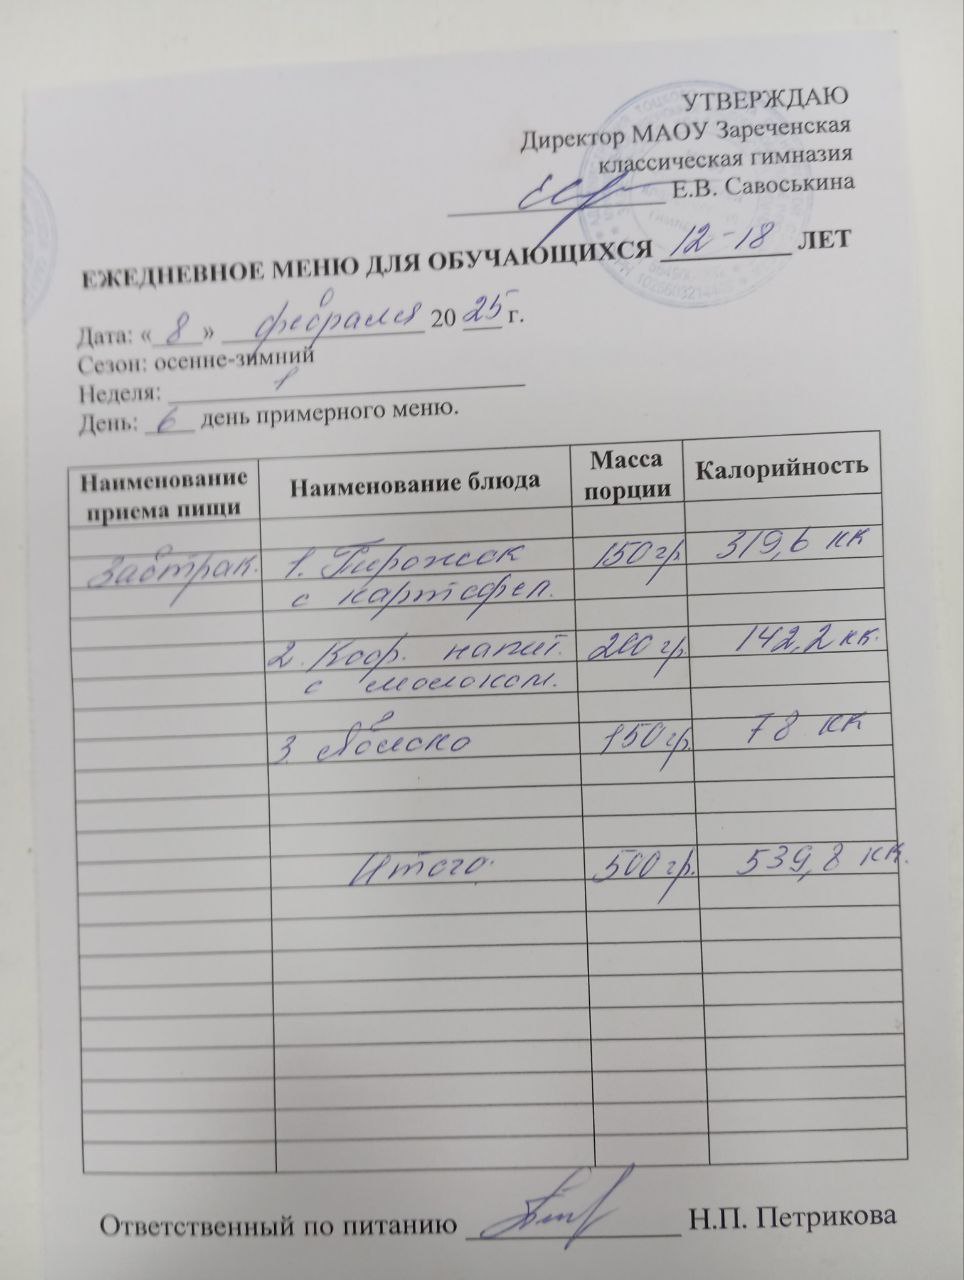 УТВЕРЖДАЮ
Директор МАОУ Зареченская
классическая гимназия
Е.В. Савоськина
ЕЖЕДНЕВНОЕ МЕНЮ ДЛЯ ОБУЧАЮЩИХСЯ 12-18 ЛЕТ
Дата: «8» февраля 2025 г.
Сезон: осенне-зимний
Неделя: 1
День: 6 день примерного меню.
Наименование приема пищи Наименование блюда Масса порции Калорийность
Завтрак. 1. Пирожок 150 гр 319,6 кк
с картофел.
2. Коф. напит. 200 гр 142,2 кк.
с молоком.
3. Яблоко 150 гр 78 кк
Итого. 500 гр. 539,8 кк.
Ответственный по питанию Н.П. Петрикова